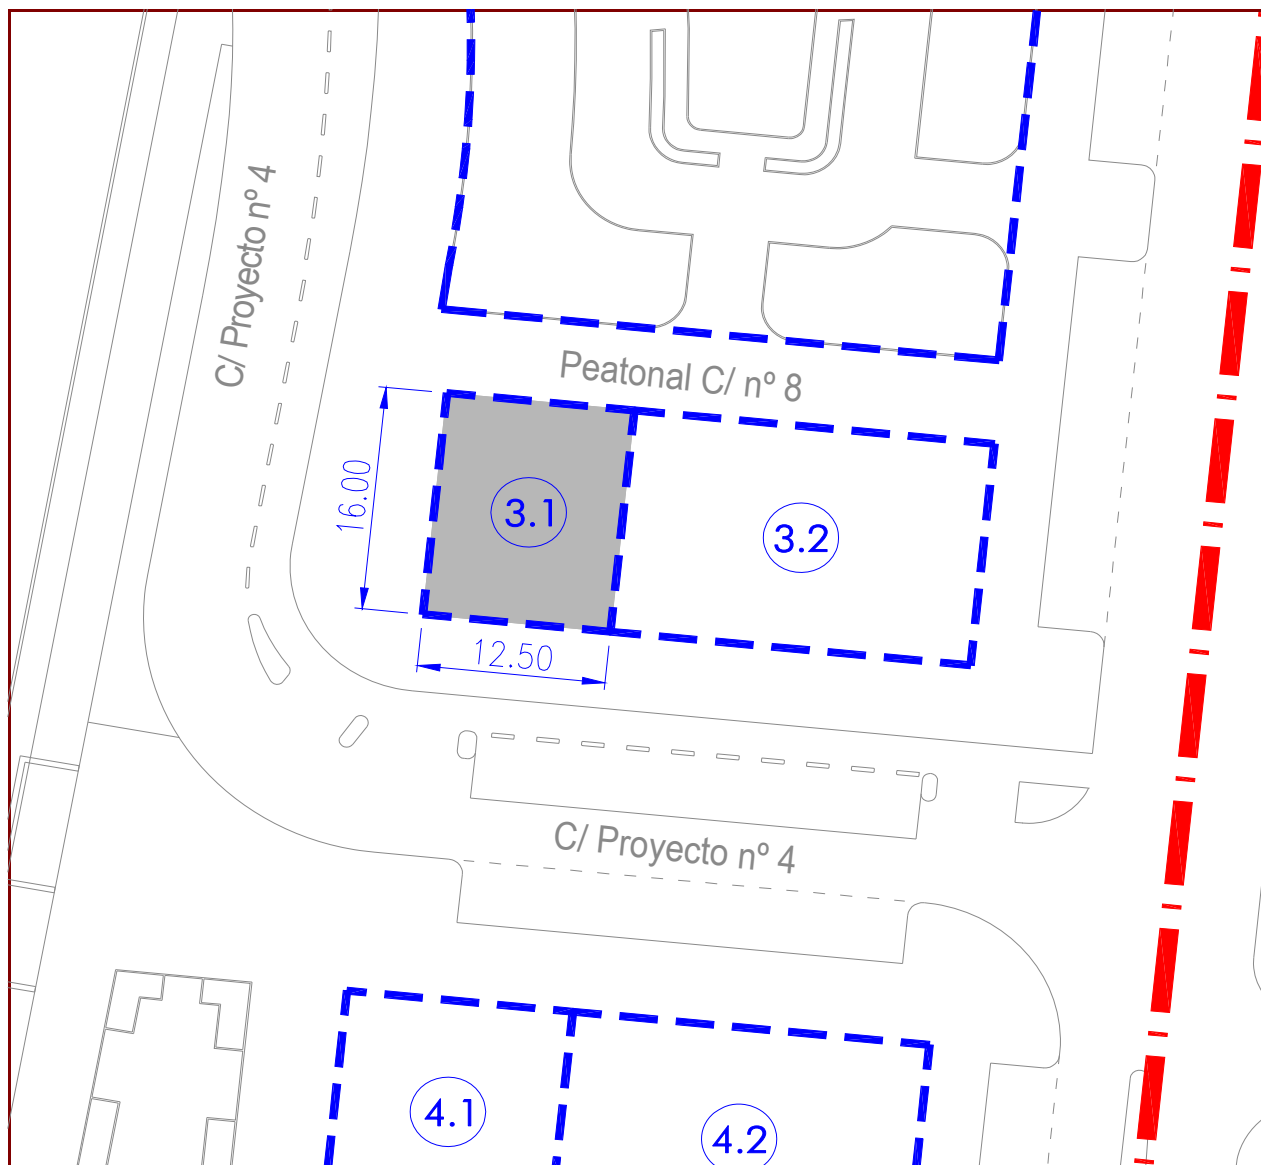 C/ Proyecto nº 4
Peatonal C/ nº 8
16.00
3.1
3.2
12.50
C/ Proyecto nº 4
4.1
4.2